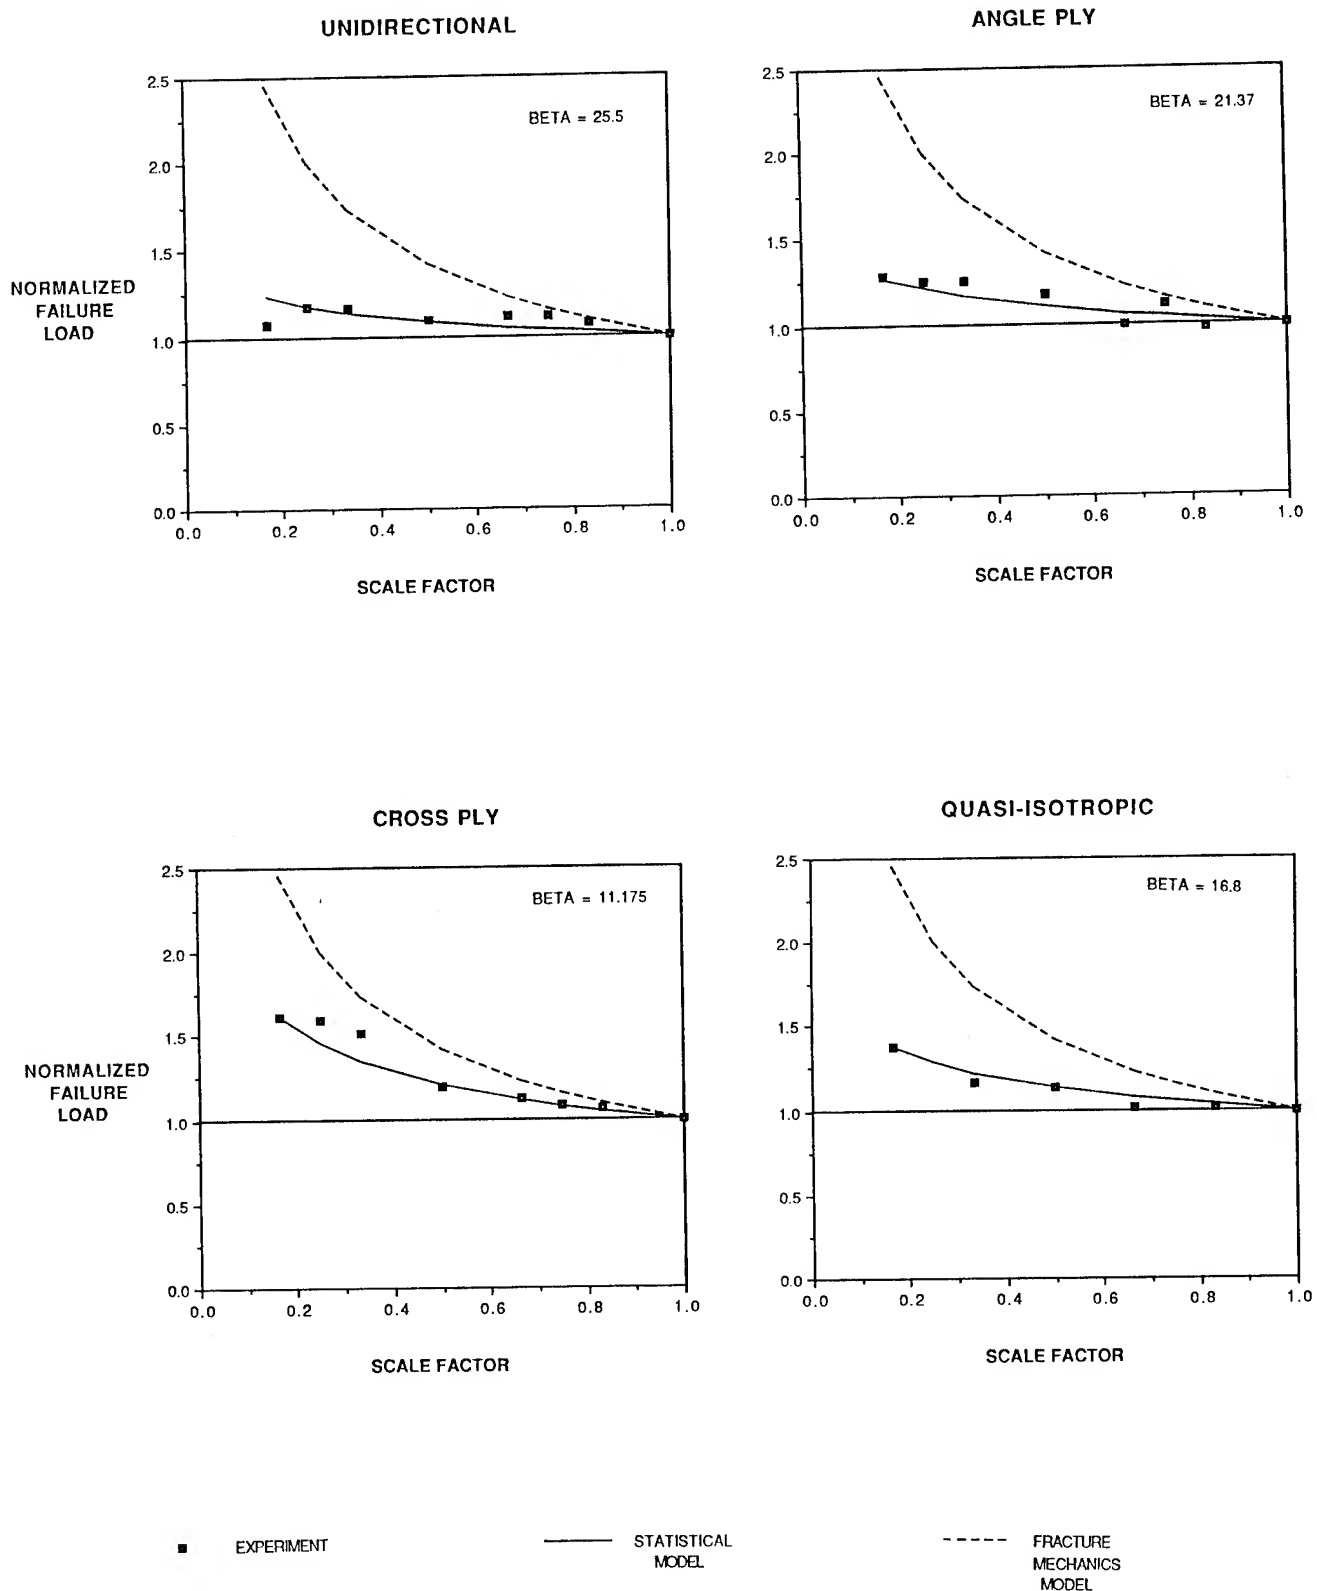 UNIDIRECTIONAL
BETA = 25.5
2.5
2.0
1.5
1.0
0.5
0.0
NORMALIZED
FAILURE
LOAD
0.0 0.2 0.4 0.6 0.8 1.0
SCALE FACTOR
ANGLE PLY
BETA = 21.37
2.5
2.0
1.5
1.0
0.5
0.0
0.0 0.2 0.4 0.6 0.8 1.0
SCALE FACTOR
CROSS PLY
BETA = 11.175
2.5
2.0
1.5
1.0
0.5
0.0
NORMALIZED
FAILURE
LOAD
0.0 0.2 0.4 0.6 0.8 1.0
SCALE FACTOR
QUASI-ISOTROPIC
BETA = 16.8
2.5
2.0
1.5
1.0
0.5
0.0
0.0 0.2 0.4 0.6 0.8 1.0
SCALE FACTOR
EXPERIMENT
STATISTICAL
MODEL
FRACTURE
MECHANICS
MODEL